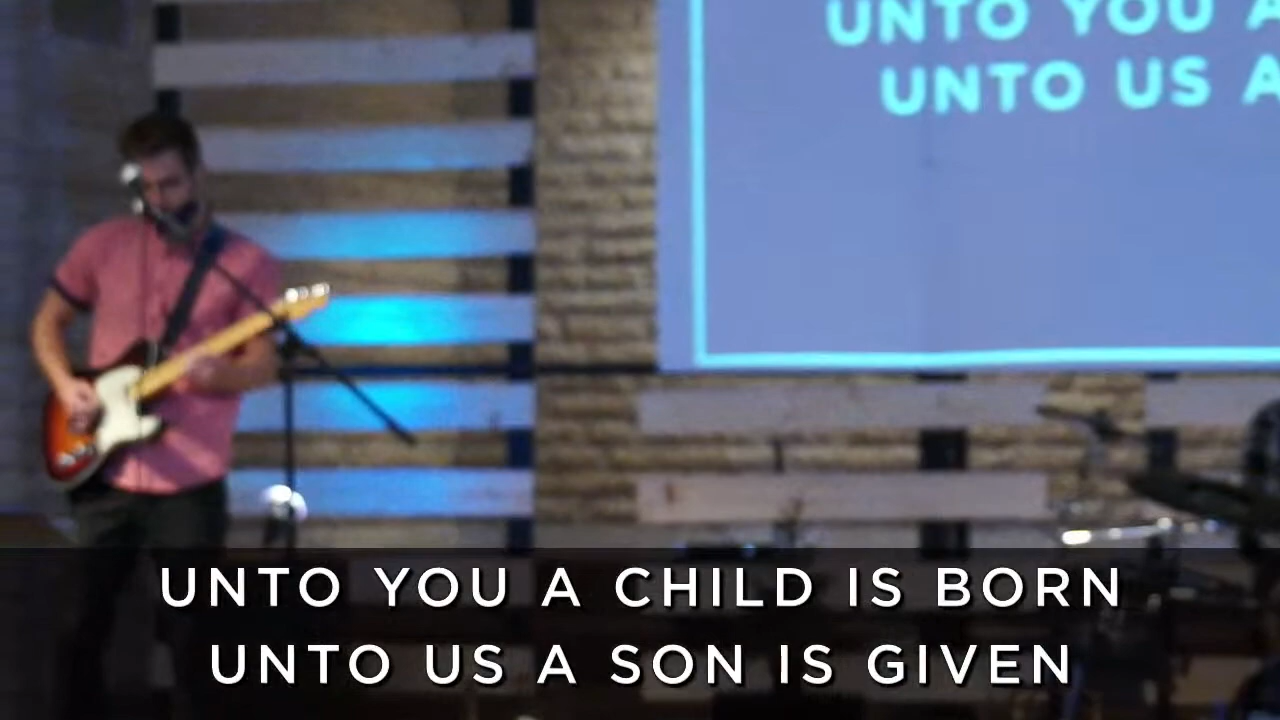 UNTO YOU A
UNTO US A
UNTO YOU A CHILD IS BORN
UNTO US A SON IS GIVEN